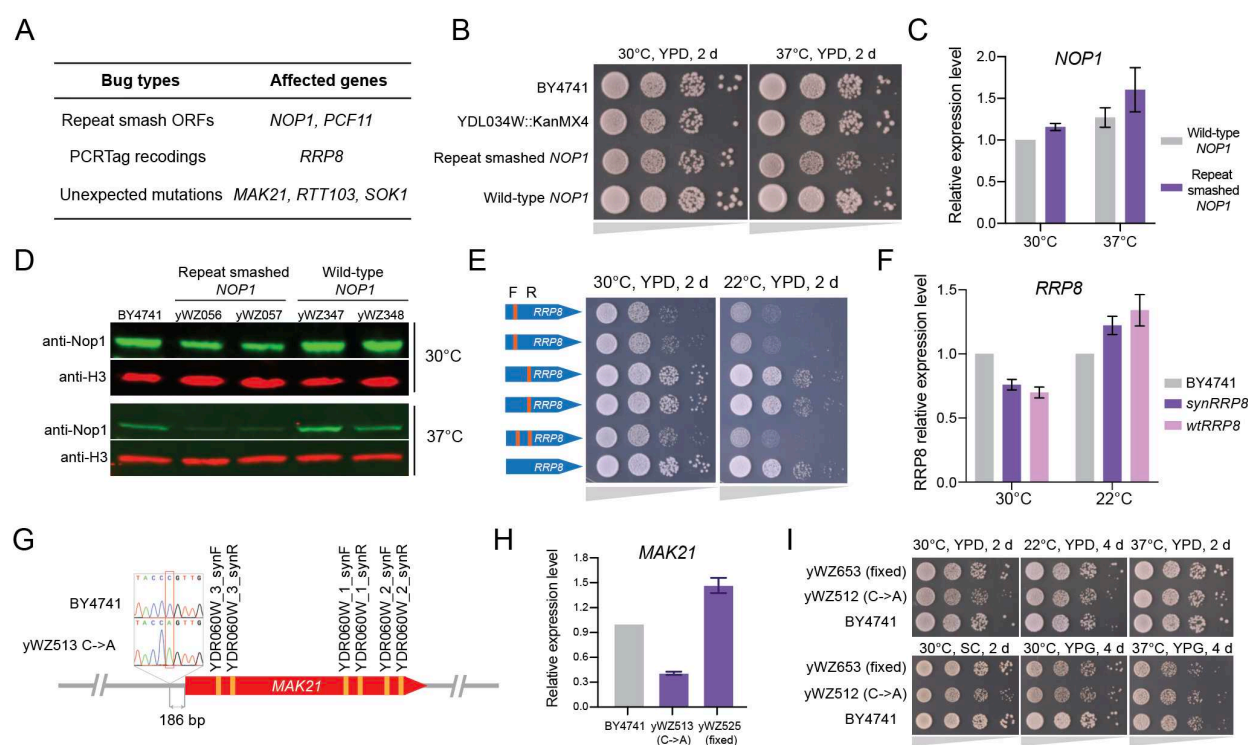 A
Bug types Affected genes
Repeat smash ORFs NOP1, PCF11
PCRTag recodings RRP8
Unexpected mutations MAK21, RTT103, SOK1
B
30°C, YPD, 2 d 37°C, YPD, 2 d
BY4741
YDL034W::KanMX4
Repeat smashed NOP1
Wild-type NOP1
C
NOP1
Relative expression level
2.0
1.5
1.0
0.5
0.0
30°C 37°C
Wild-type
NOP1
Repeat
smashed
NOP1
D
Repeat smashed
NOP1
Wild-type
NOP1
BY4741 yWZ056 yWZ057 yWZ347 yWZ348
anti-Nop1
anti-H3
30°C
anti-Nop1
anti-H3
37°C
E
30°C, YPD, 2 d 22°C, YPD, 2 d
F R
RRP8
RRP8
RRP8
RRP8
RRP8
RRP8
F
RRP8
RRP8 relative expression level
1.5
1.0
0.5
0.0
30°C 22°C
BY4741
synRRP8
wtRRP8
G
TACCCGTTG
BY4741
TACCAGTTG
yWZ513 C->A
YDR060W_3_synF
YDR060W_3_synR
YDR060W_1_synF
YDR060W_1_synR
YDR060W_2_synF
YDR060W_2_synR
MAK21
186 bp
H
MAK21
Relative expression level
1.8
1.5
1.2
0.9
0.6
0.3
0.0
BY4741 yWZ513 yWZ525
(C->A) (fixed)
I
30°C, YPD, 2 d 22°C, YPD, 4 d 37°C, YPD, 2 d
yWZ653 (fixed)
yWZ512 (C->A)
BY4741
30°C, SC, 2 d 30°C, YPG, 4 d 37°C, YPG, 4 d
yWZ653 (fixed)
yWZ512 (C->A)
BY4741